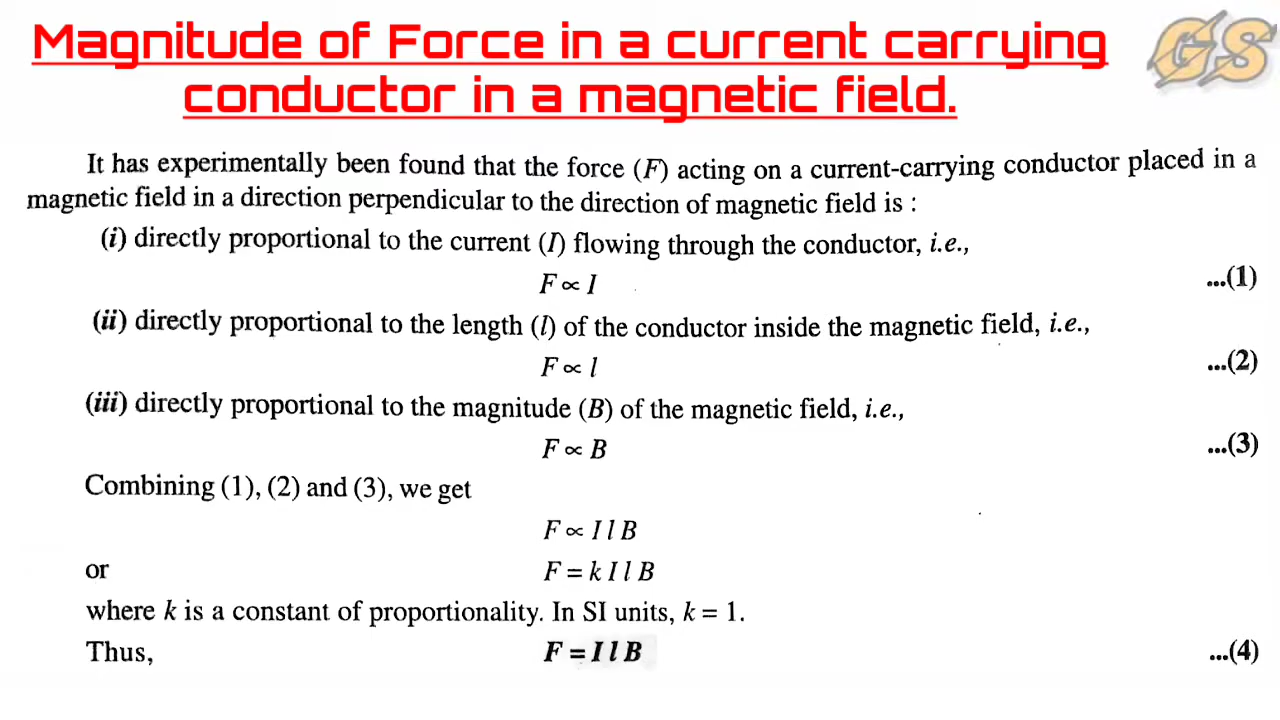 Magnitude of Force in a current carrying
conductor in a magnetic field.
GS
It has experimentally been found that the force (F) acting on a current-carrying conductor placed in a
magnetic field in a direction perpendicular to the direction of magnetic field is :
(i) directly proportional to the current (I) flowing through the conductor, i.e.,
F ∝ I ...(1)
(ii) directly proportional to the length (l) of the conductor inside the magnetic field, i.e.,
F ∝ l ...(2)
(iii) directly proportional to the magnitude (B) of the magnetic field, i.e.,
F ∝ B ...(3)
Combining (1), (2) and (3), we get
F ∝ I l B
or F = k I l B
where k is a constant of proportionality. In SI units, k = 1.
Thus, F = I l B ...(4)